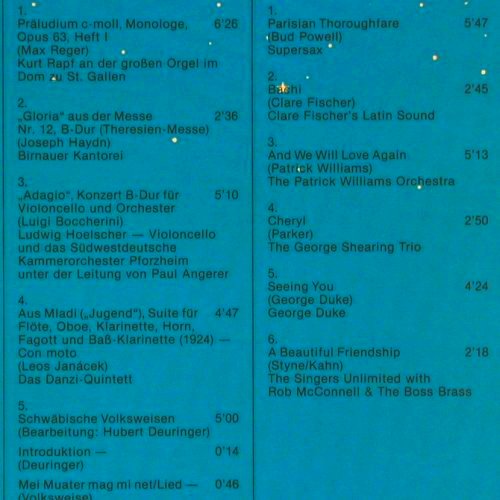 1.
Präludium c-moll, Monologe, 6'26
Opus 63, Heft I
(Max Reger)
Kurt Rapf an der großen Orgel im
Dom zu St. Gallen
2.
„Gloria“ aus der Messe 2'36
Nr. 12, B-Dur (Theresien-Messe)
(Joseph Haydn)
Birnauer Kantorei
3.
„Adagio“, Konzert B-Dur für 5'10
Violoncello und Orchester
(Luigi Boccherini)
Ludwig Hoelscher — Violoncello
und das Südwestdeutsche
Kammerorchester Pforzheim
unter der Leitung von Paul Angerer
4.
Aus Mladi („Jugend“), Suite für 4'47
Flöte, Oboe, Klarinette, Horn,
Fagott und Baß-Klarinette (1924) —
Con moto
(Leos Janácek)
Das Danzi-Quintett
5.
Schwäbische Volksweisen 5'00
(Bearbeitung: Hubert Deuringer)
Introduktion — 0'14
(Deuringer)
Mei Muater mag mi net/Lied — 0'46
(Volksweise)
1.
Parisian Thoroughfare 5'47
(Bud Powell)
Supersax
2.
Bachi 2'45
(Clare Fischer)
Clare Fischer's Latin Sound
3.
And We Will Love Again 5'13
(Patrick Williams)
The Patrick Williams Orchestra
4.
Cheryl 2'50
(Parker)
The George Shearing Trio
5.
Seeing You 4'24
(George Duke)
George Duke
6.
A Beautiful Friendship 2'18
(Styne/Kahn)
The Singers Unlimited with
Rob McConnell & The Boss Brass